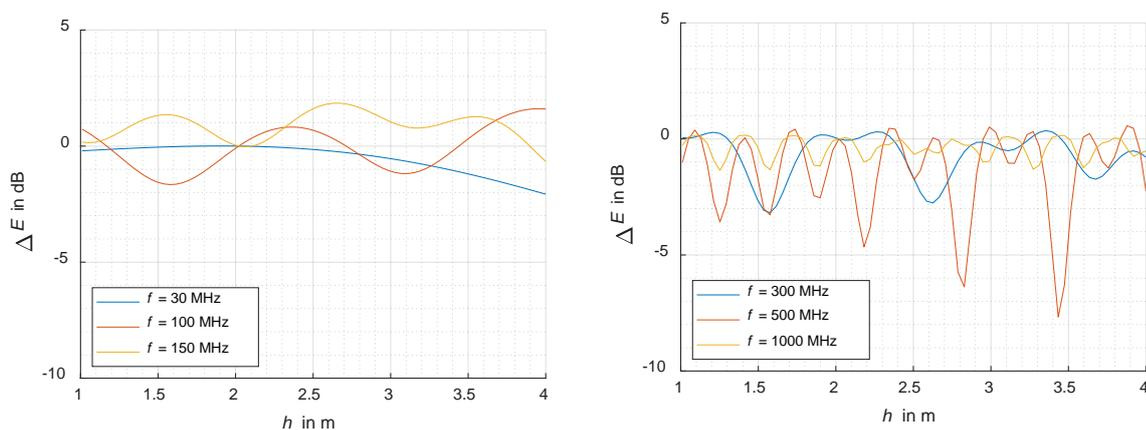 5
0
-5
-10
Δ E in dB
f = 30 MHz
f = 100 MHz
f = 150 MHz
1 1.5 2 2.5 3 3.5 4
h in m
5
0
-5
-10
Δ E in dB
f = 300 MHz
f = 500 MHz
f = 1000 MHz
1 1.5 2 2.5 3 3.5 4
h in m